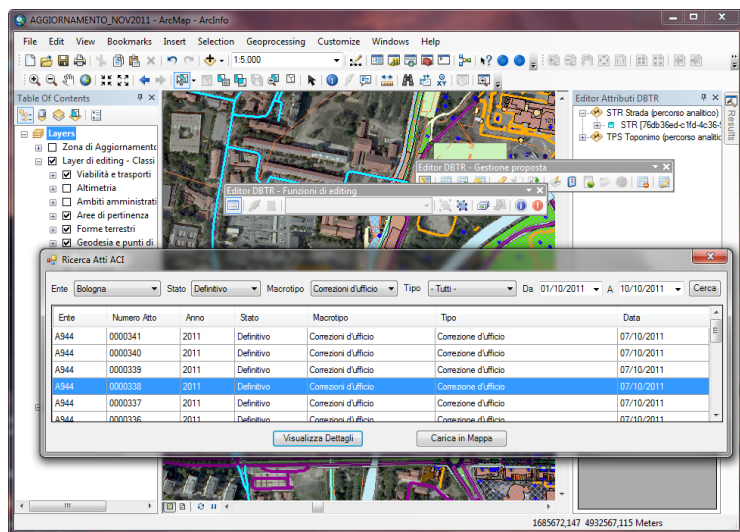 AGGIORNAMENTO_NOV2011 - ArcMap - ArcInfo
File Edit View Bookmarks Insert Selection Geoprocessing Customize Windows Help
1:5.000
Table Of Contents
Editor Attributi DBTR
Results
Layers
Zona di Aggiornamento
Layer di editing - Classi
Viabilità e trasporti
Altimetria
Ambiti amministrati
Aree di pertinenza
Forme terrestri
Geodesia e punti di
STR Strada (percorso analitico)
STR [76db36ed-c1fd-4c36-
TPS Toponimo (percorso analitic
Editor DBTR - Gestione proposta
Editor DBTR - Funzioni di editing
Ricerca Atti ACI
Ente Bologna Stato Definitivo Macrotipo Correzioni d'ufficio Tipo - Tutti - Da 01/10/2011 A 10/10/2011 Cerca
Ente Numero Atto Anno Stato Macrotipo Tipo Data
A944 0000341 2011 Definitivo Correzioni d'ufficio Correzione d'ufficio 07/10/2011
A944 0000340 2011 Definitivo Correzioni d'ufficio Correzione d'ufficio 07/10/2011
A944 0000339 2011 Definitivo Correzioni d'ufficio Correzione d'ufficio 07/10/2011
A944 0000338 2011 Definitivo Correzioni d'ufficio Correzione d'ufficio 07/10/2011
A944 0000337 2011 Definitivo Correzioni d'ufficio Correzione d'ufficio 07/10/2011
A944 0000336 2011 Definitivo Correzioni d'ufficio Correzione d'ufficio 07/10/2011
Visualizza Dettagli Carica in Mappa
1685672,147 4932567,115 Meters